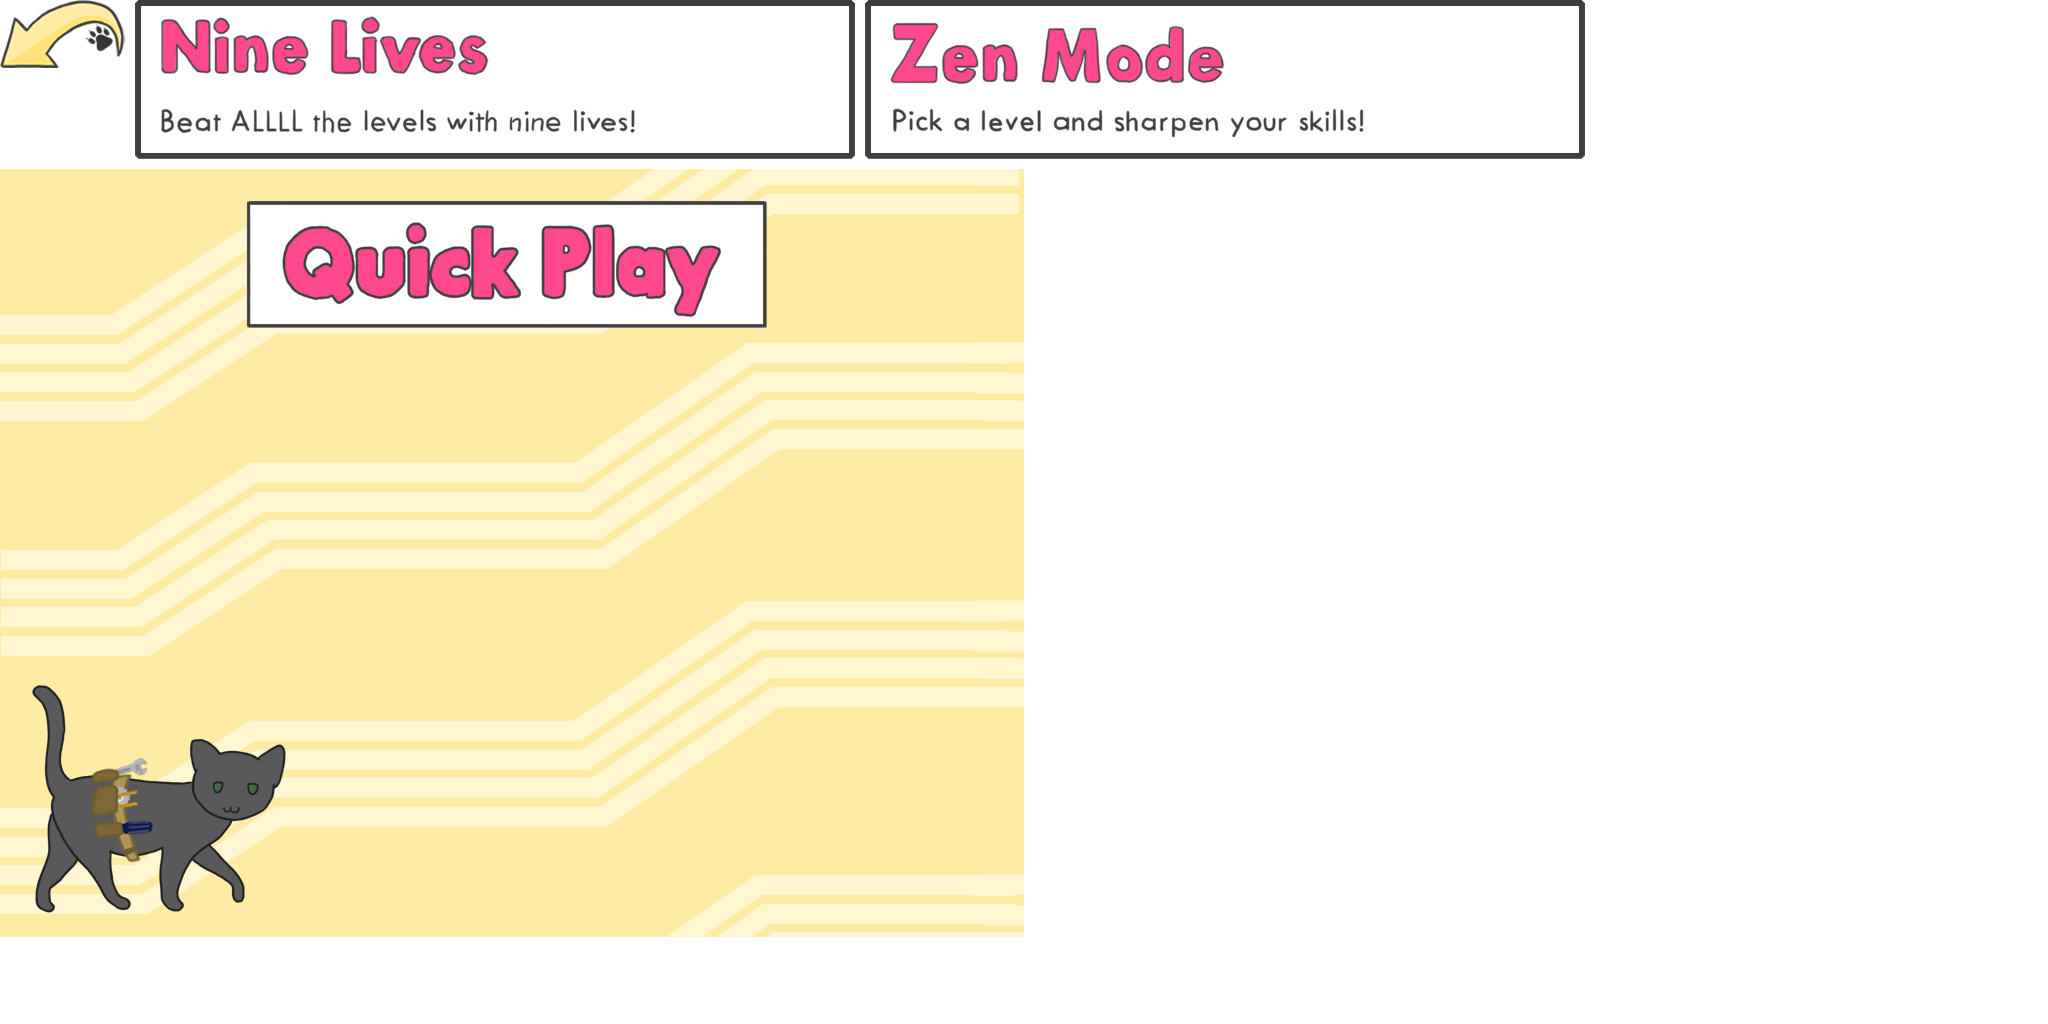 Nine Lives
Beat ALLLL the levels with nine lives!
Zen Mode
Pick a level and sharpen your skills!
Quick Play